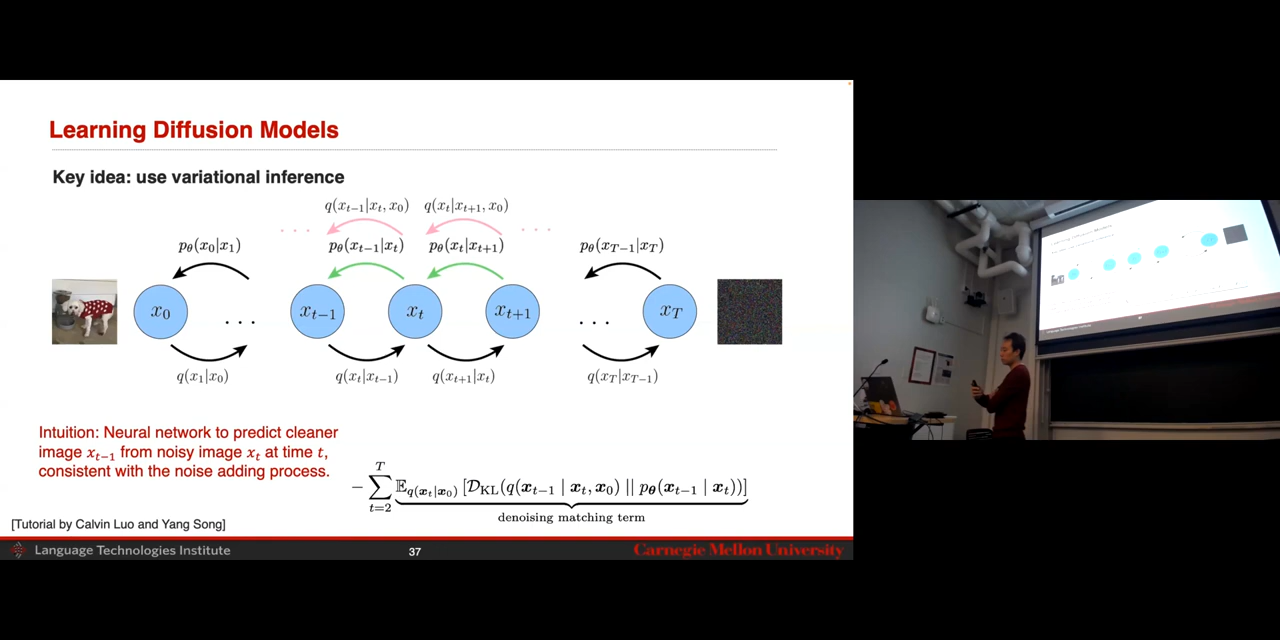 Learning Diffusion Models
Key idea: use variational inference
q(x_{t-1}|x_t, x_0) q(x_t|x_{t+1}, x_0)
. . . . . .
p_θ(x_0|x_1) p_θ(x_{t-1}|x_t) p_θ(x_t|x_{t+1}) p_θ(x_{T-1}|x_T)
x_0 . . . x_{t-1} x_t x_{t+1} . . . x_T
q(x_1|x_0) q(x_t|x_{t-1}) q(x_{t+1}|x_t) q(x_T|x_{T-1})
Intuition: Neural network to predict cleaner
image x_{t-1} from noisy image x_t at time t,
consistent with the noise adding process.
− ∑_{t=2}^{T} 𝔼_{q(x_t|x_0)} [𝒟_KL(q(x_{t-1} | x_t, x_0) || p_θ(x_{t-1} | x_t))]
denoising matching term
[Tutorial by Calvin Luo and Yang Song]
Language Technologies Institute
37
Carnegie Mellon University
Learning Diffusion Models